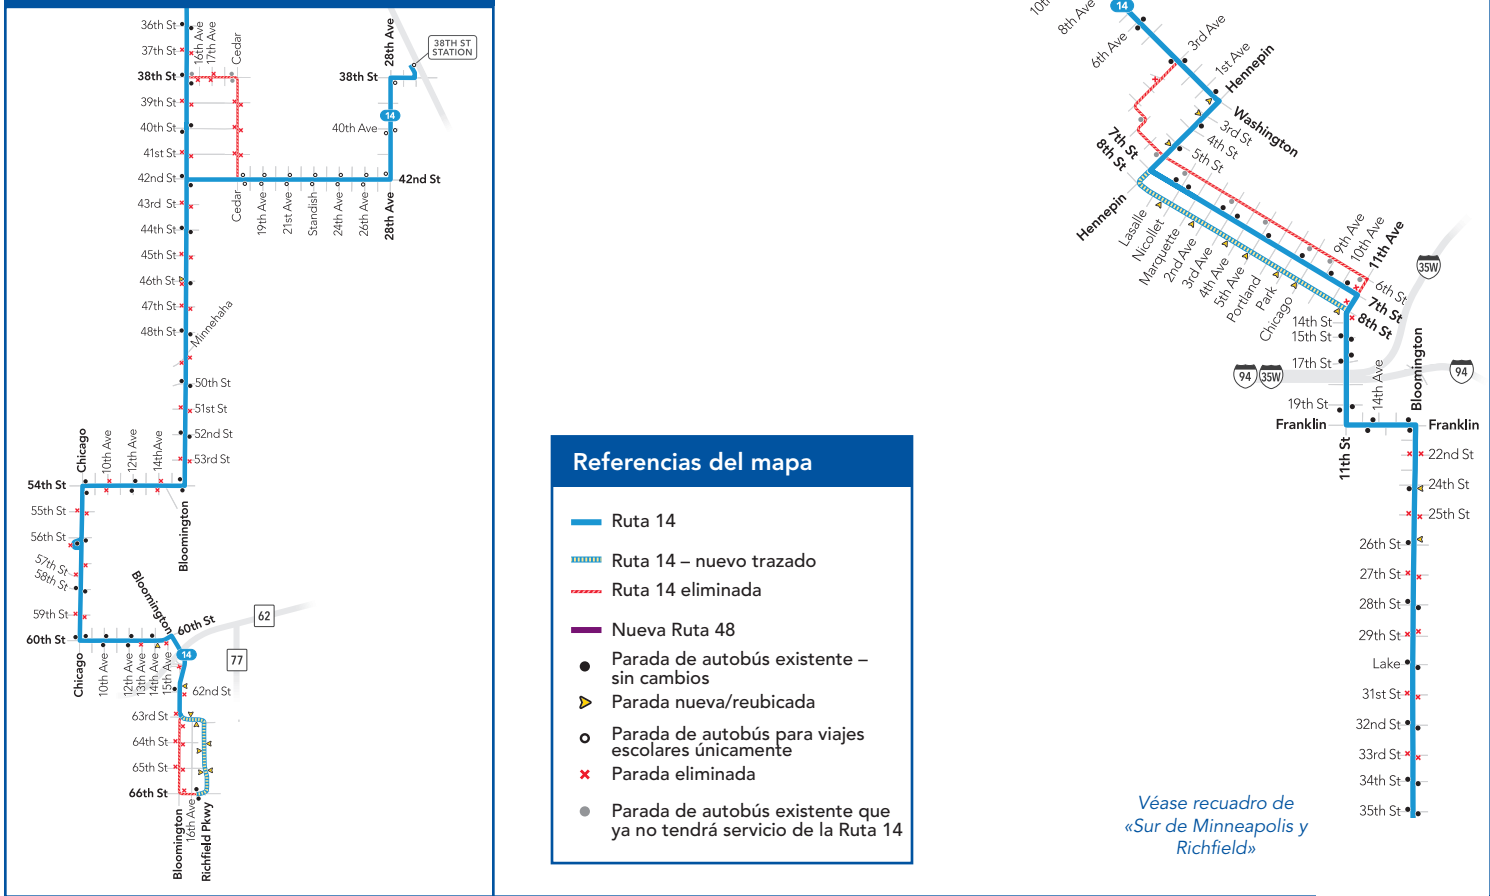 36th St
37th St
38th St
39th St
40th St
41st St
42nd St
43rd St
44th St
45th St
46th St
47th St
48th St
Minnehaha
50th St
51st St
52nd St
53rd St
16th Ave
17th Ave
Cedar
28th Ave
38TH ST
STATION
38th St
14
40th Ave
42nd St
Cedar
19th Ave
21st Ave
Standish
24th Ave
26th Ave
28th Ave
Chicago
10th Ave
12th Ave
14thAve
54th St
55th St
56th St
57th St
58th St
59th St
60th St
Bloomington
Bloomington
60th St
62
77
14
Chicago
10th Ave
12th Ave
13th Ave
14th Ave
15th Ave
62nd St
63rd St
64th St
65th St
66th St
Bloomington
16th Ave
Richfield Pkwy
Referencias del mapa
Ruta 14
Ruta 14 – nuevo trazado
Ruta 14 eliminada
Nueva Ruta 48
Parada de autobús existente –
sin cambios
Parada nueva/reubicada
Parada de autobús para viajes
escolares únicamente
Parada eliminada
Parada de autobús existente que
ya no tendrá servicio de la Ruta 14
10th
8th Ave
6th Ave
14
3rd Ave
1st Ave
Hennepin
Washington
3rd St
4th St
5th St
7th St
8th St
Hennepin
Lasalle
Nicollet
Marquette
2nd Ave
3rd Ave
4th Ave
5th Ave
Portland
Park
Chicago
9th Ave
10th Ave
11th Ave
6th St
7th St
8th St
35W
14th St
15th St
17th St
94
35W
94
19th St
14th Ave
Bloomington
Franklin
Franklin
11th St
22nd St
24th St
25th St
26th St
27th St
28th St
29th St
Lake
31st St
32nd St
33rd St
34th St
35th St
Véase recuadro de
«Sur de Minneapolis y
Richfield»